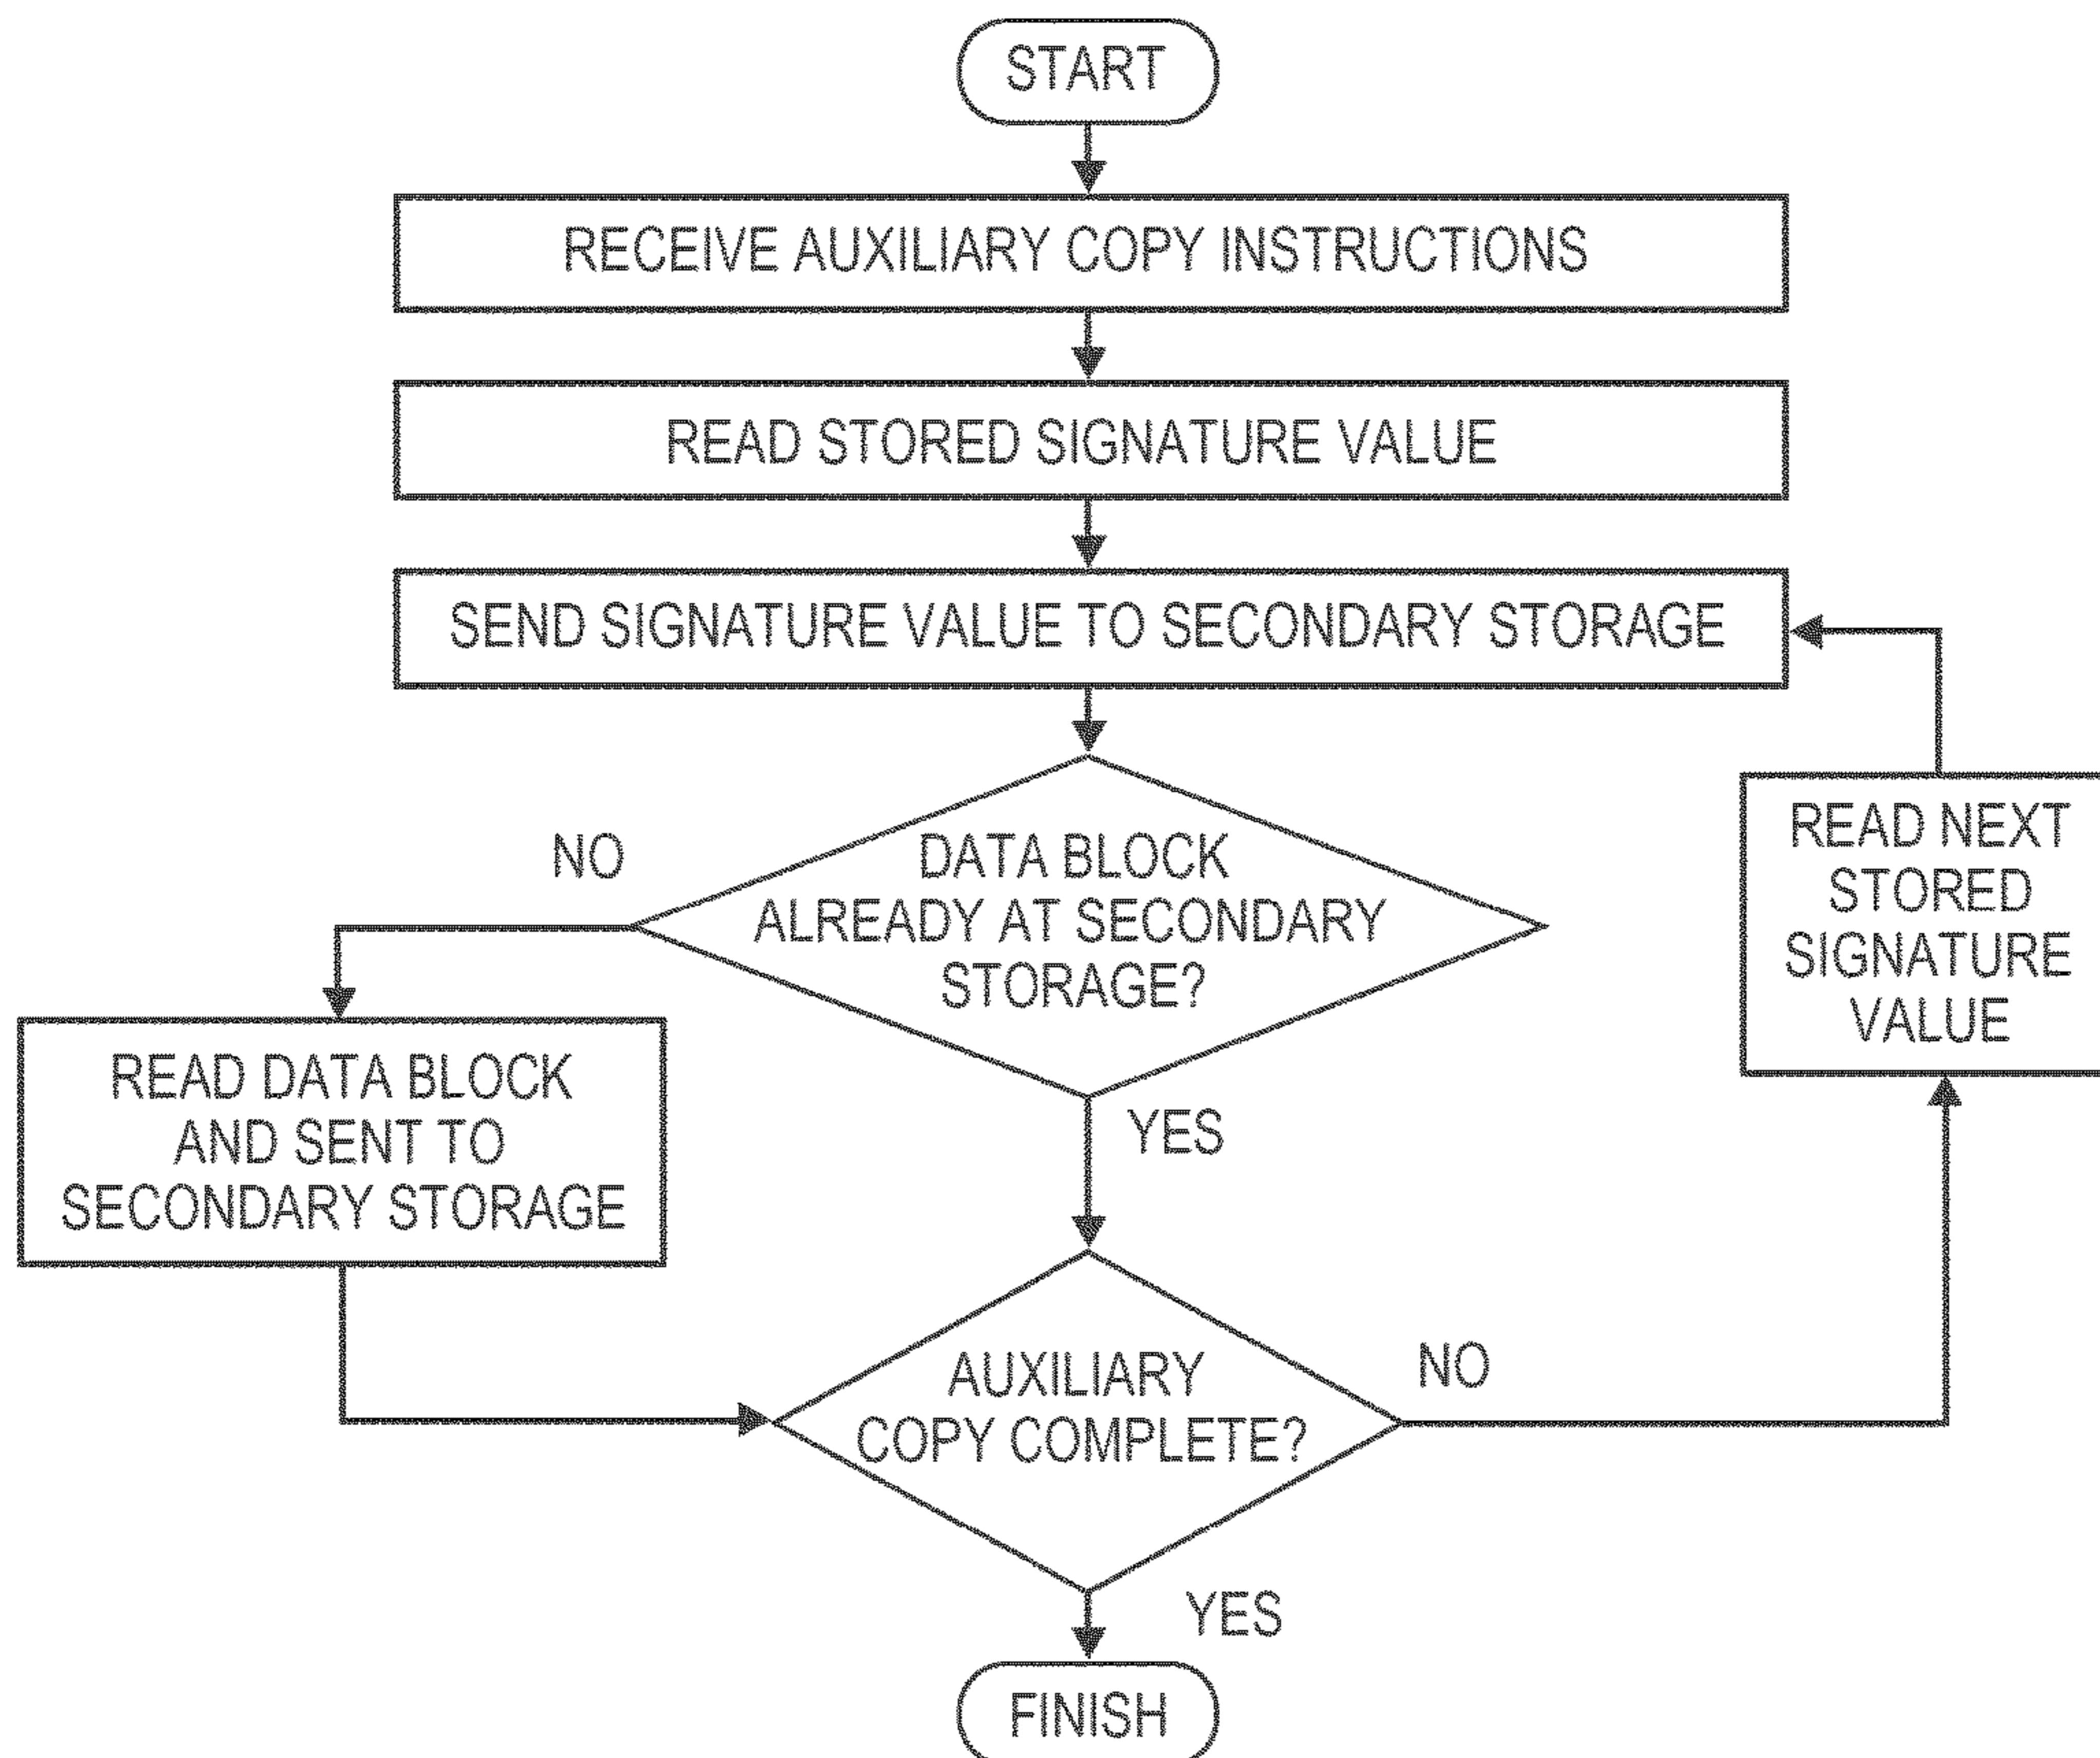 START
RECEIVE AUXILIARY COPY INSTRUCTIONS
READ STORED SIGNATURE VALUE
SEND SIGNATURE VALUE TO SECONDARY STORAGE
DATA BLOCK
ALREADY AT SECONDARY
STORAGE?
NO
YES
READ DATA BLOCK
AND SENT TO
SECONDARY STORAGE
READ NEXT
STORED
SIGNATURE
VALUE
AUXILIARY
COPY COMPLETE?
NO
YES
FINISH